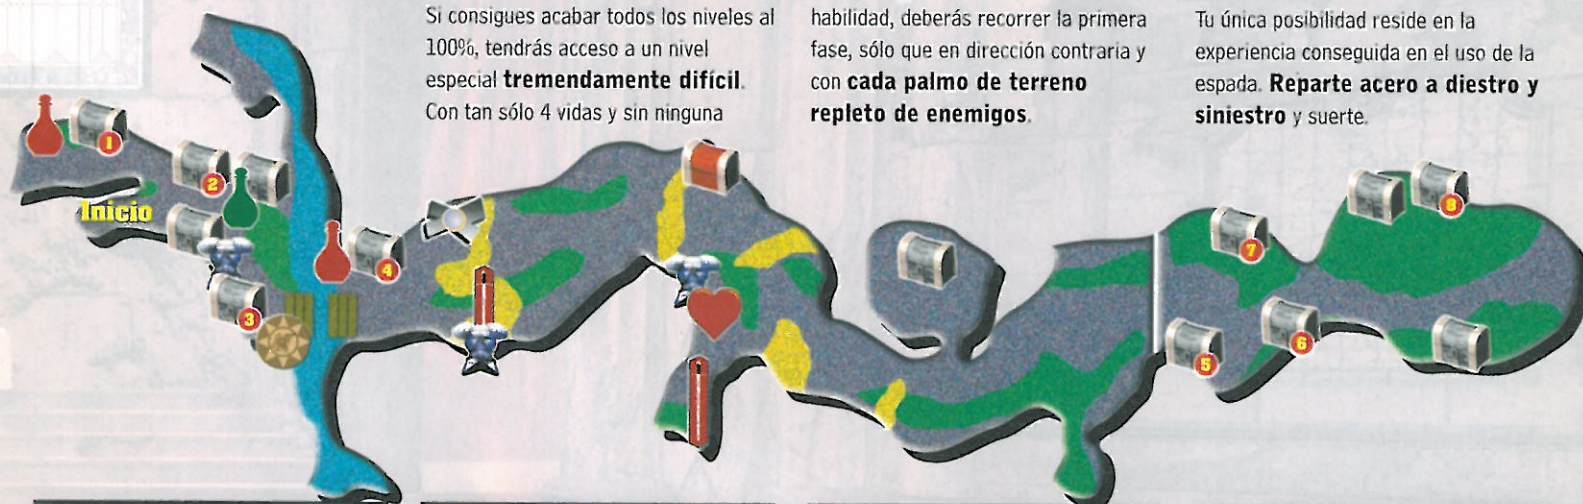 Si consigues acabar todos los niveles al
100%, tendrás acceso a un nivel
especial tremendamente difícil.
Con tan sólo 4 vidas y sin ninguna
habilidad, deberás recorrer la primera
fase, sólo que en dirección contraria y
con cada palmo de terreno
repleto de enemigos.
Tu única posibilidad reside en la
experiencia conseguida en el uso de la
espada. Reparte acero a diestro y
siniestro y suerte.
1
2
Inicio
3
4
5
6
7
8